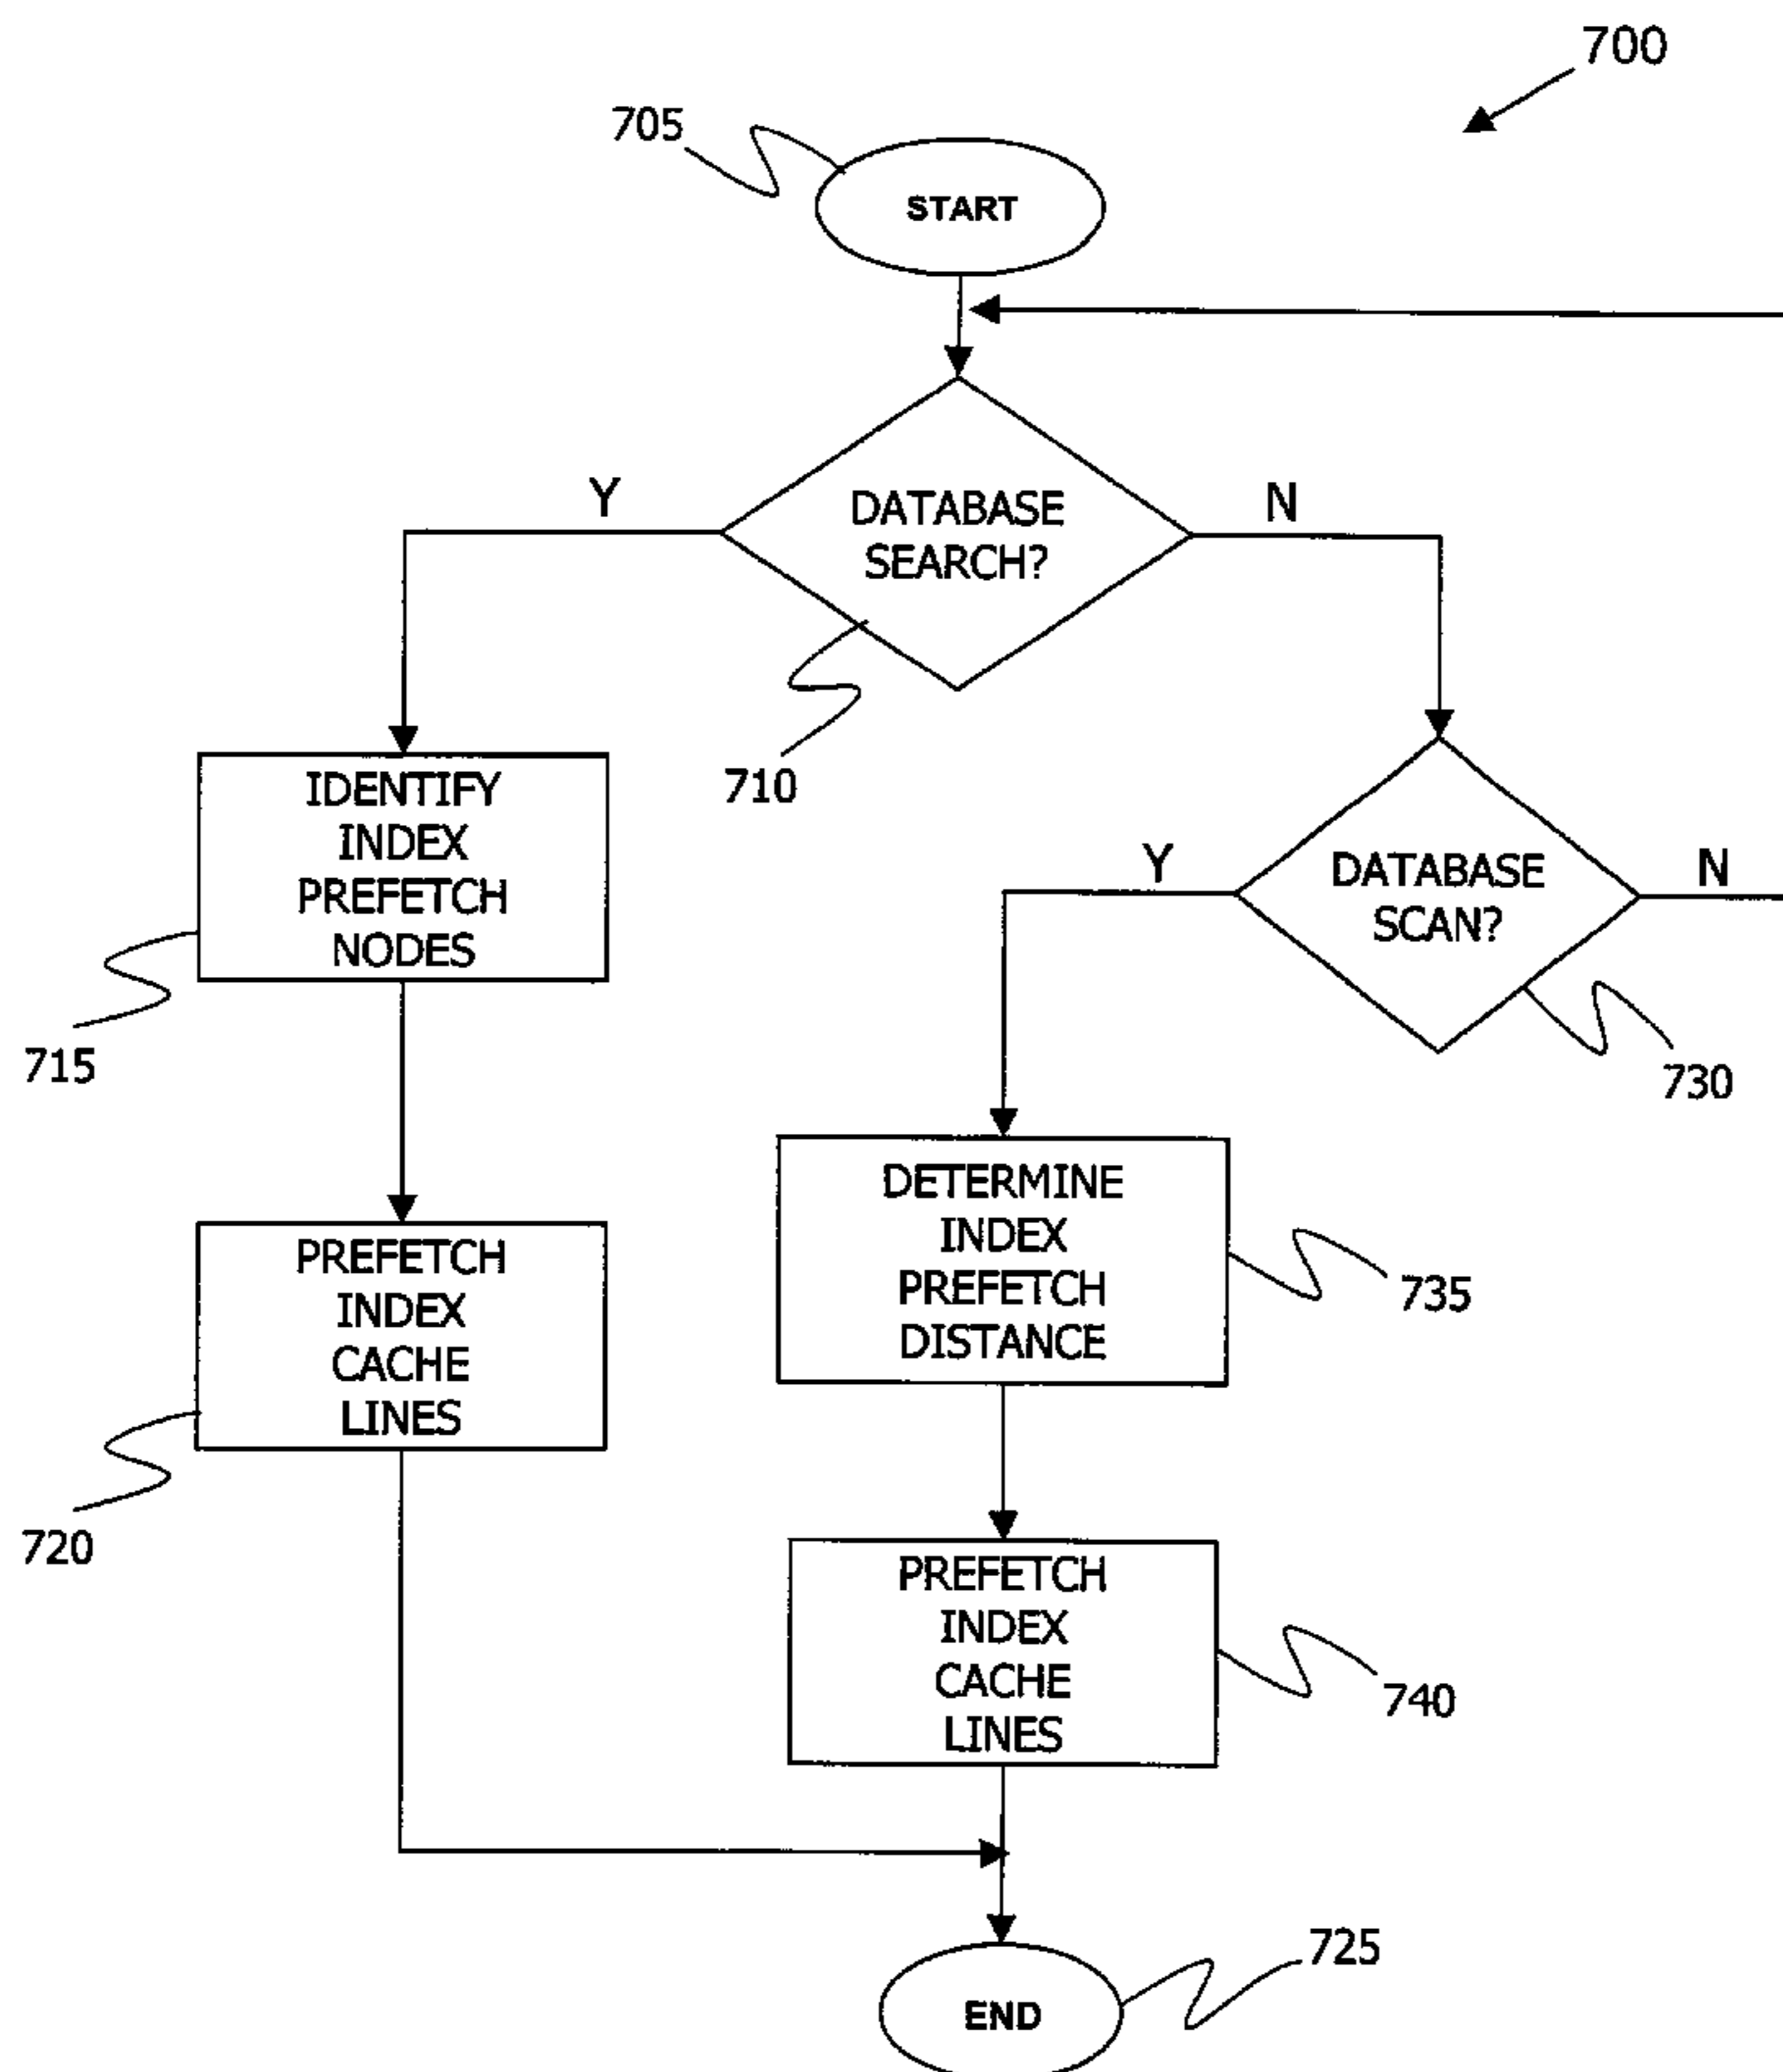 700
705
START
Y
DATABASE
SEARCH?
N
710
IDENTIFY
INDEX
PREFETCH
NODES
715
Y
DATABASE
SCAN?
N
730
DETERMINE
INDEX
PREFETCH
DISTANCE
735
PREFETCH
INDEX
CACHE
LINES
720
PREFETCH
INDEX
CACHE
LINES
740
725
END